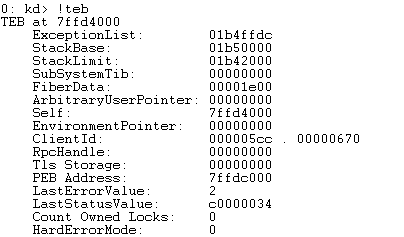 0: kd> !teb
TEB at 7ffd4000
ExceptionList: 01b4ffdc
StackBase: 01b50000
StackLimit: 01b42000
SubSystemTib: 00000000
FiberData: 00001e00
ArbitraryUserPointer: 00000000
Self: 7ffd4000
EnvironmentPointer: 00000000
ClientId: 000005cc . 00000670
RpcHandle: 00000000
Tls Storage: 00000000
PEB Address: 7ffdc000
LastErrorValue: 2
LastStatusValue: c0000034
Count Owned Locks: 0
HardErrorMode: 0